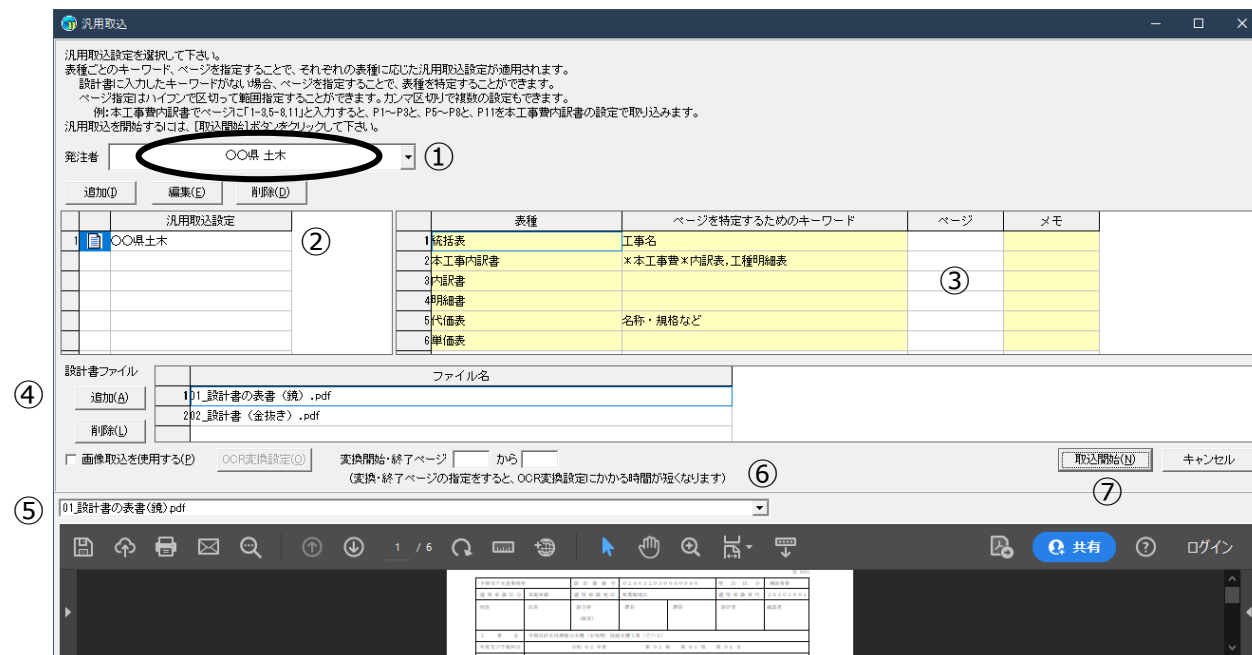 汎用取込
汎用取込設定を選択して下さい。
表種ごとのキーワード、ページを指定することで、それぞれの表種に応じた汎用取込設定が適用されます。
設計書に入力したキーワードがない場合、ページを指定することで、表種を特定することができます。
ページ指定はハイフンで区切って範囲指定することができます。カンマ区切りで複数の設定もできます。
例:本工事費内訳書でページに「1-3,5-8,11」と入力すると、P1～P3と、P5～P8と、P11を本工事費内訳書の設定で取り込みます。
汎用取込を開始するには、[取込開始]ボタンをクリックして下さい。
発注者 〇〇県 土木 ①
追加(I) 編集(E) 削除(D)
汎用取込設定 表種 ページを特定するためのキーワード ページ メモ
1 〇〇県土木 ② 1 統括表 工事名
2 本工事内訳書 *本工事費*内訳表,工種明細表
3 内訳書 ③
4 明細書
5 代価表 名称・規格など
6 単価表
設計書ファイル ファイル名
④ 追加(A) 1 01_設計書の表書（鏡）.pdf
2 02_設計書（金抜き）.pdf
削除(L)
画像取込を使用する(P) OCR変換設定(O) 変換開始・終了ページ から 取込開始(N) キャンセル
(変換・終了ページの指定をすると、OCR変換設定にかかる時間が短くなります) ⑥ ⑦
⑤ 01_設計書の表書(鏡).pdf
1 / 6 共有 ログイン